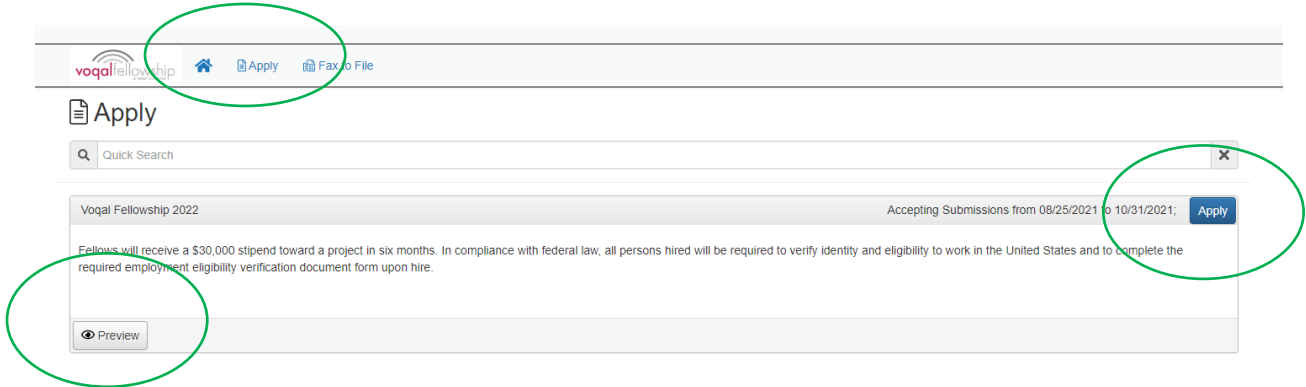 voqalfellowship Apply Fax to File
Apply
Quick Search
Voqal Fellowship 2022 Accepting Submissions from 08/25/2021 to 10/31/2021; Apply
Fellows will receive a $30,000 stipend toward a project in six months. In compliance with federal law, all persons hired will be required to verify identity and eligibility to work in the United States and to complete the
required employment eligibility verification document form upon hire.
Preview